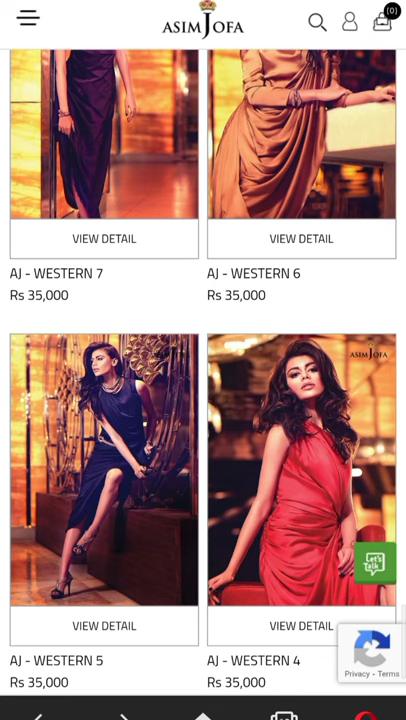 ASIM JOFA
(0)
VIEW DETAIL
VIEW DETAIL
AJ - WESTERN 7
AJ - WESTERN 6
Rs 35,000
Rs 35,000
ASIM JOFA
VIEW DETAIL
VIEW DETAIL
Let's Talk
AJ - WESTERN 5
AJ - WESTERN 4
Rs 35,000
Rs 35,000
Privacy - Terms